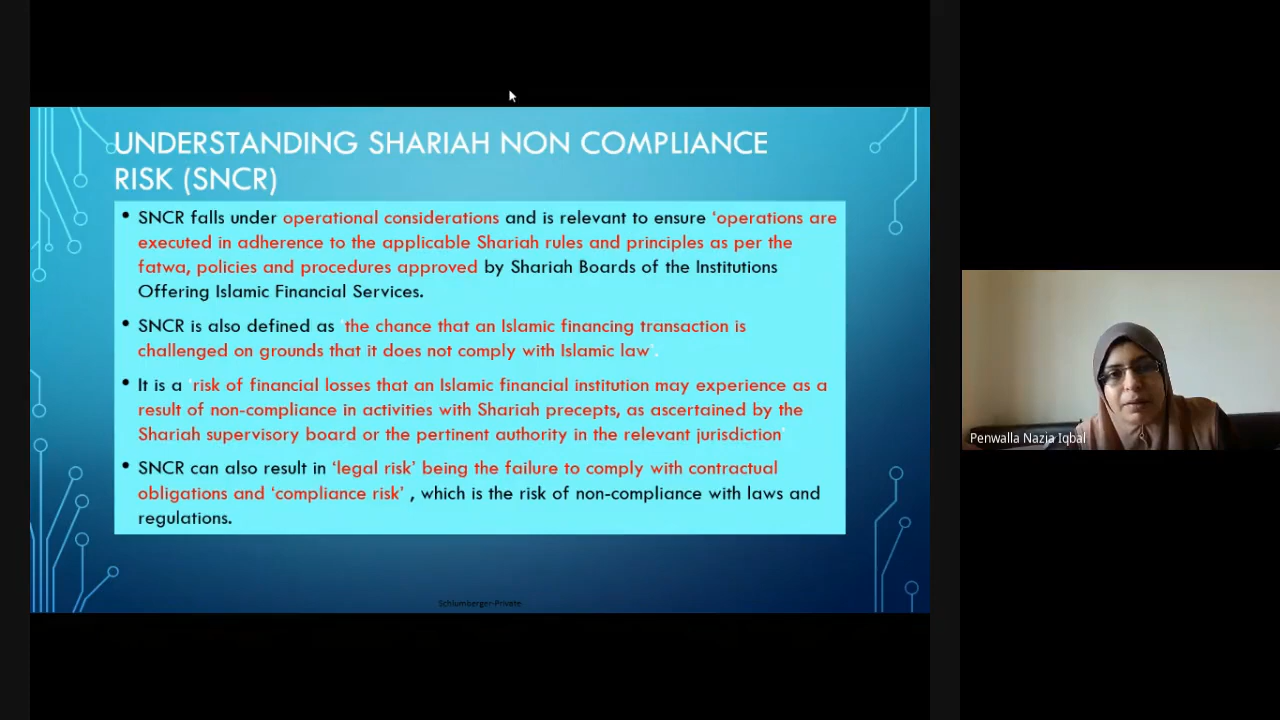 UNDERSTANDING SHARIAH NON COMPLIANCE
RISK (SNCR)
• SNCR falls under operational considerations and is relevant to ensure ‘operations are
executed in adherence to the applicable Shariah rules and principles as per the
fatwa, policies and procedures approved by Shariah Boards of the Institutions
Offering Islamic Financial Services.
• SNCR is also defined as ‘the chance that an Islamic financing transaction is
challenged on grounds that it does not comply with Islamic law’.
• It is a ‘risk of financial losses that an Islamic financial institution may experience as a
result of non-compliance in activities with Shariah precepts, as ascertained by the
Shariah supervisory board or the pertinent authority in the relevant jurisdiction’
• SNCR can also result in ‘legal risk’ being the failure to comply with contractual
obligations and ‘compliance risk’ , which is the risk of non-compliance with laws and
regulations.
Schlumberger-Private
Penwalla Nazia Iqbal